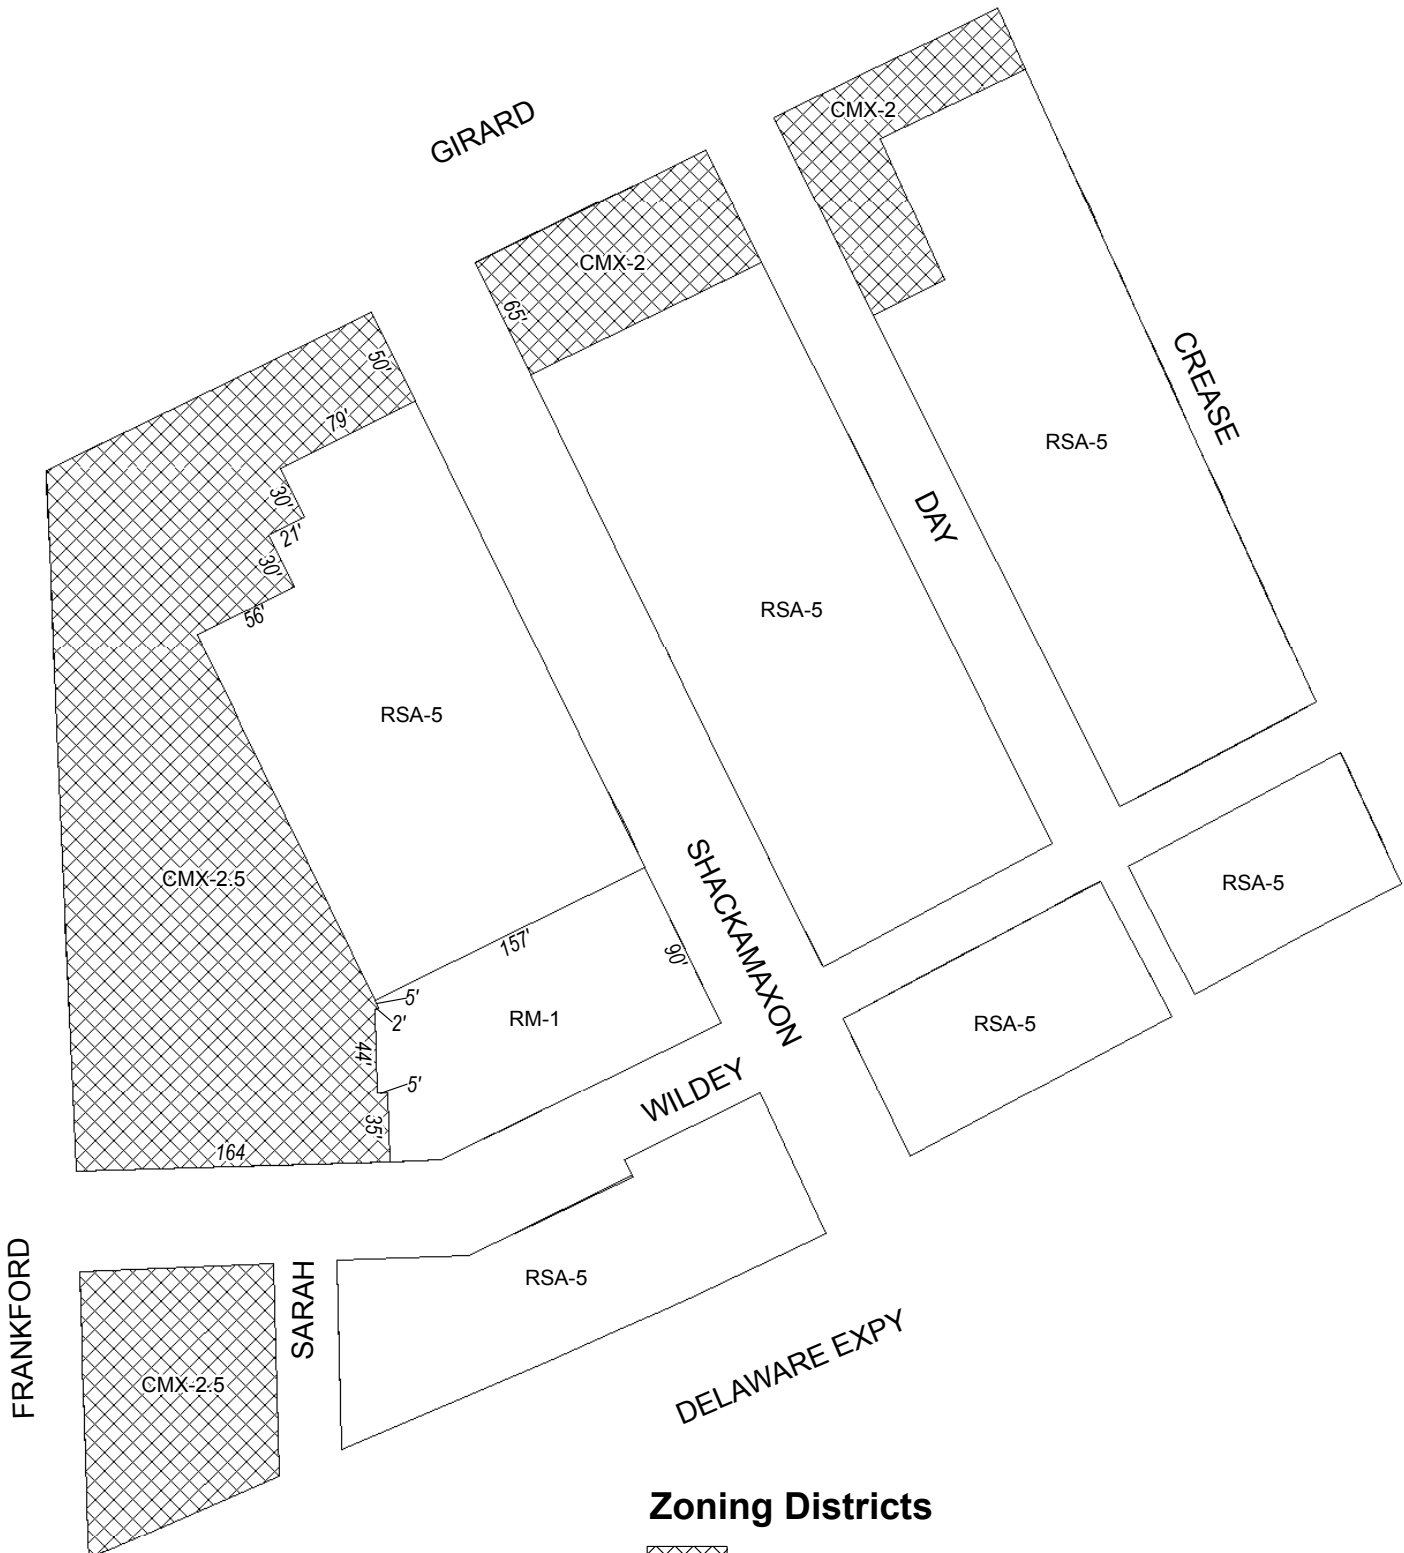 GIRARD
CMX-2
CMX-2
65'
50'
79'
CREASE
RSA-5
30'
21'
30'
DAY
56'
RSA-5
RSA-5
SHACKAMAXON
CMX-2.5
RSA-5
157'
90'
5'
2'
RM-1
RSA-5
44'
5'
WILDEY
35'
164
FRANKFORD
SARAH
RSA-5
DELAWARE EXPY
CMX-2.5
Zoning Districts